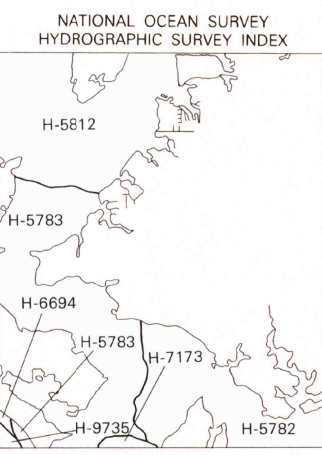 NATIONAL OCEAN SURVEY
HYDROGRAPHIC SURVEY INDEX
H-5812
H-5783
H-6694
H-5783
H-7173
H-9735
H-5782